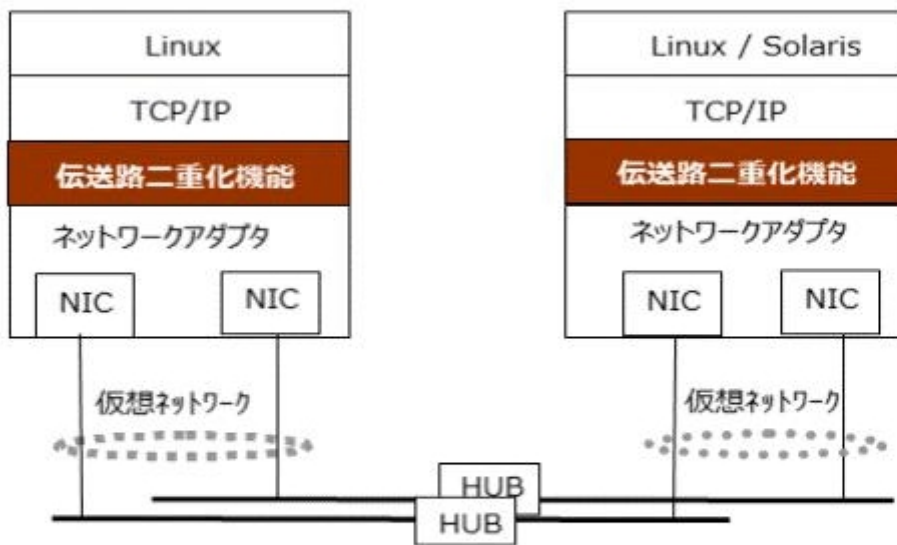 Linux
TCP/IP
伝送路二重化機能
ネットワークアダプタ
NIC
NIC
仮想ネットワーク
Linux / Solaris
TCP/IP
伝送路二重化機能
ネットワークアダプタ
NIC
NIC
仮想ネットワーク
HUB
HUB